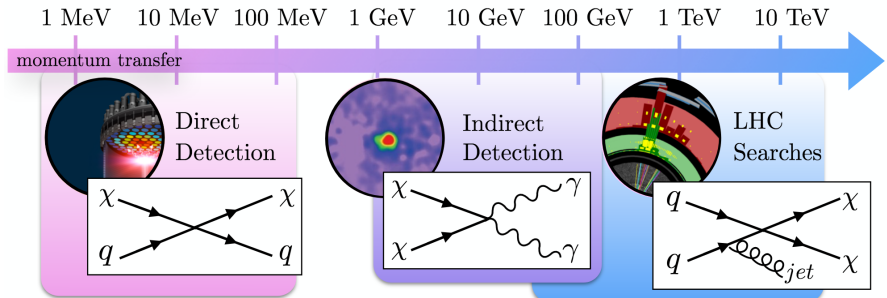 1 MeV 10 MeV 100 MeV 1 GeV 10 GeV 100 GeV 1 TeV 10 TeV
momentum transfer
Direct
Detection
χ χ
q q
Indirect
Detection
χ γ
χ γ
LHC
Searches
q χ
q jet χ